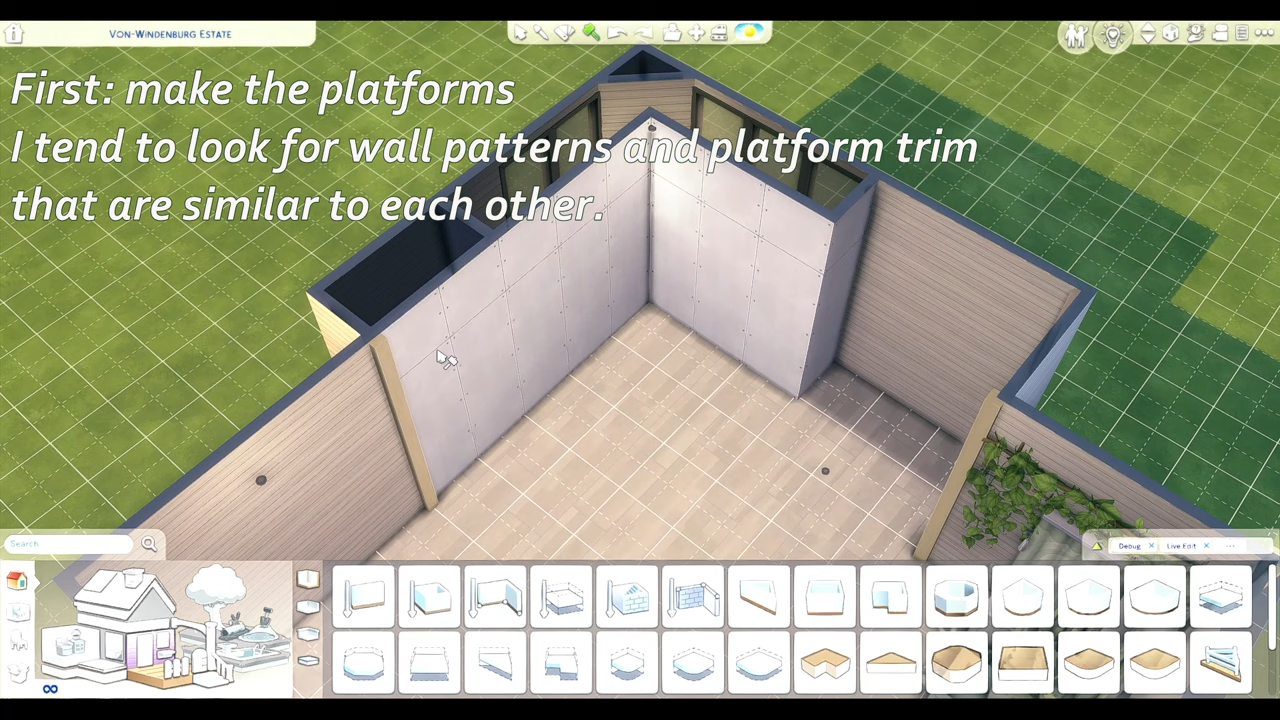 Von-Windenburg Estate
First: make the platforms
I tend to look for wall patterns and platform trim
that are similar to each other.
Search
Debug
Live Edit